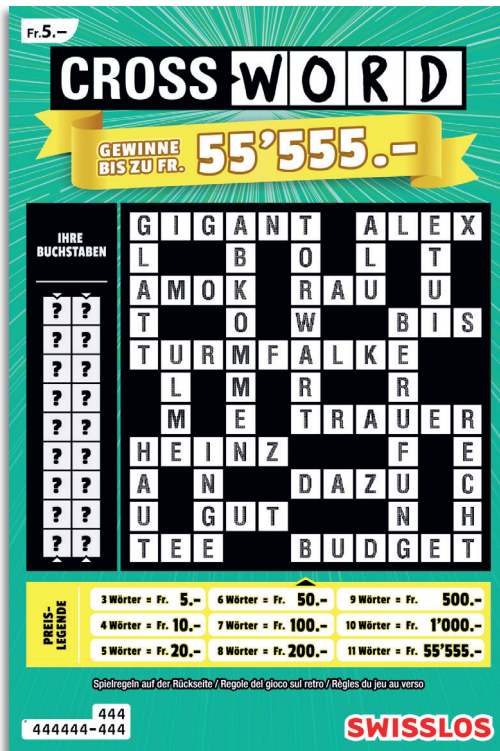 Fr.5.–
CROSS WORD
GEWINNE
BIS ZU FR. 55'555.–
IHRE
BUCHSTABEN
? ?
? ?
? ?
? ?
? ?
? ?
? ?
? ?
? ?
G I G A N T A L E X
L B O L T
A M O K R A U U
T O W B I S
T U R M F A L K E
L M R R
M E T R A U E R
H E I N Z F E
A N D A Z U C
U G U T N H
T E E B U D G E T
PREIS-
LEGENDE
3 Wörter = Fr. 5.– 6 Wörter = Fr. 50.– 9 Wörter = Fr. 500.–
4 Wörter = Fr. 10.– 7 Wörter = Fr. 100.– 10 Wörter = Fr. 1'000.–
5 Wörter = Fr. 20.– 8 Wörter = Fr. 200.– 11 Wörter = Fr. 55'555.–
Spielregeln auf der Rückseite / Regole del gioco sul retro / Règles du jeu au verso
444
444444-444
SWISSLOS